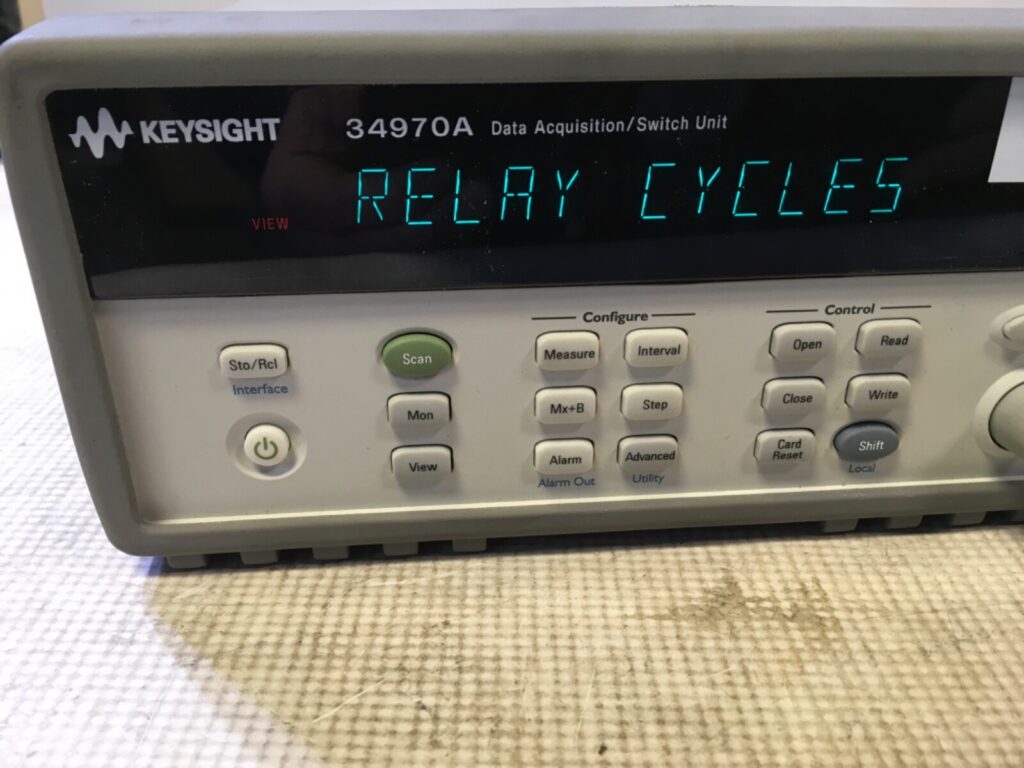 KEYSIGHT 34970A Data Acquisition/Switch Unit
RELAY CYCLES
VIEW
Configure
Control
Sto/Rcl
Interface
Scan
Mon
View
Measure Interval
Mx+B Step
Alarm Advanced
Alarm Out Utility
Open Read
Close Write
Card
Reset
Shift
Local